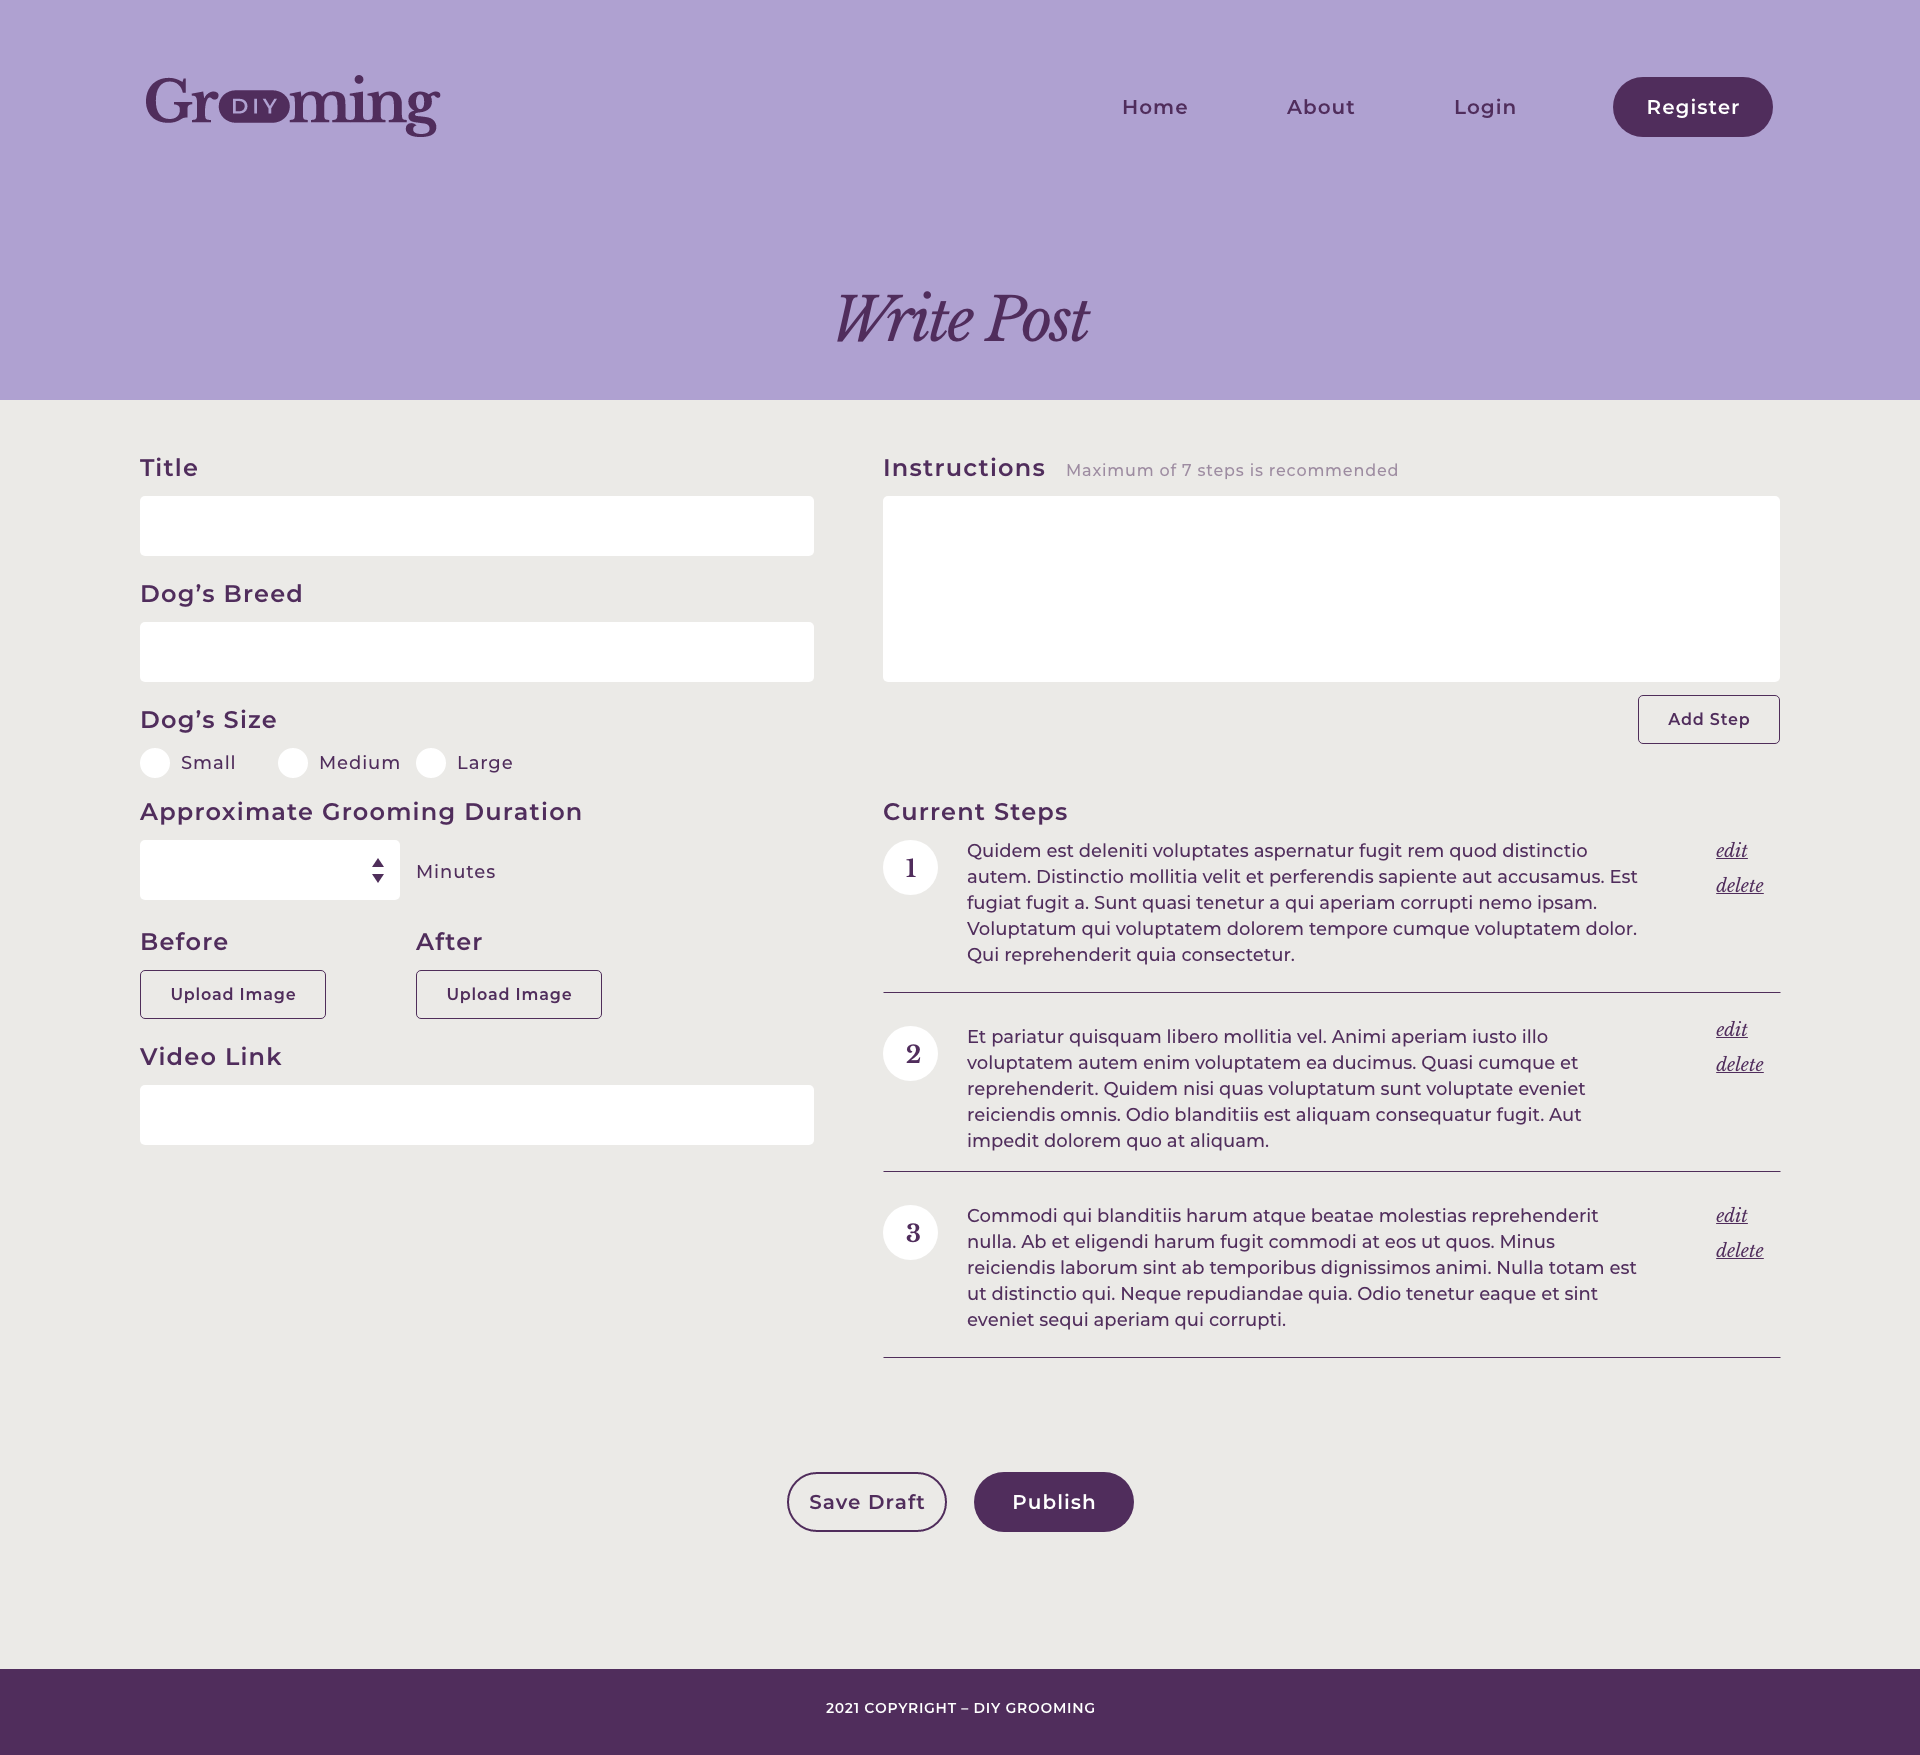 Grooming
DIY
Home
About
Login
Register
Write Post
Title
Dog’s Breed
Dog’s Size
Small
Medium
Large
Approximate Grooming Duration
Minutes
Before
After
Upload Image
Upload Image
Video Link
Instructions
Maximum of 7 steps is recommended
Add Step
Current Steps
1
Quidem est deleniti voluptates aspernatur fugit rem quod distinctio
autem. Distinctio mollitia velit et perferendis sapiente aut accusamus. Est
fugiat fugit a. Sunt quasi tenetur a qui aperiam corrupti nemo ipsam.
Voluptatum qui voluptatem dolorem tempore cumque voluptatem dolor.
Qui reprehenderit quia consectetur.
edit
delete
2
Et pariatur quisquam libero mollitia vel. Animi aperiam iusto illo
voluptatem autem enim voluptatem ea ducimus. Quasi cumque et
reprehenderit. Quidem nisi quas voluptatum sunt voluptate eveniet
reiciendis omnis. Odio blanditiis est aliquam consequatur fugit. Aut
impedit dolorem quo at aliquam.
edit
delete
3
Commodi qui blanditiis harum atque beatae molestias reprehenderit
nulla. Ab et eligendi harum fugit commodi at eos ut quos. Minus
reiciendis laborum sint ab temporibus dignissimos animi. Nulla totam est
ut distinctio qui. Neque repudiandae quia. Odio tenetur eaque et sint
eveniet sequi aperiam qui corrupti.
edit
delete
Save Draft
Publish
2021 COPYRIGHT – DIY GROOMING